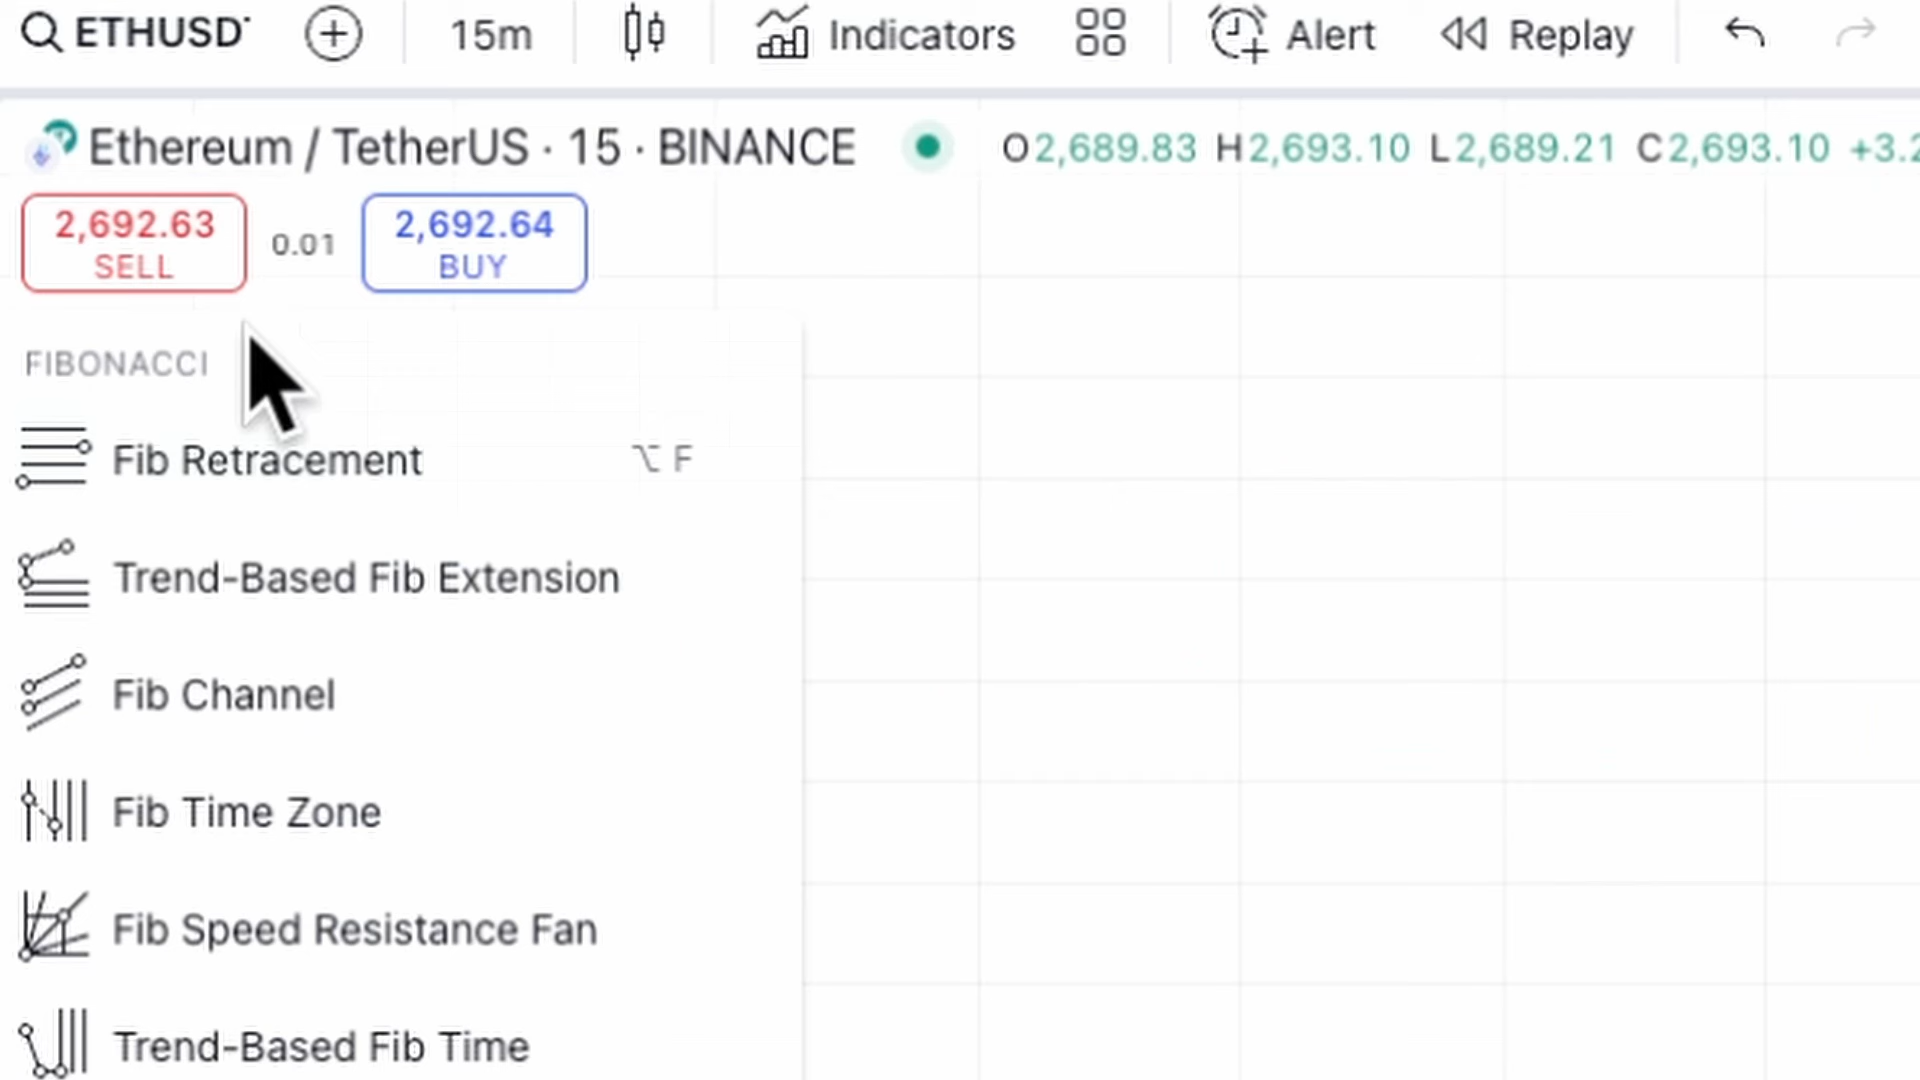 ETHUSD
15m
Indicators
Alert
Replay
Ethereum / TetherUS · 15 · BINANCE
O2,689.83 H2,693.10 L2,689.21 C2,693.10 +3.2
2,692.63
SELL
0.01
2,692.64
BUY
FIBONACCI
Fib Retracement
⌥ F
Trend-Based Fib Extension
Fib Channel
Fib Time Zone
Fib Speed Resistance Fan
Trend-Based Fib Time